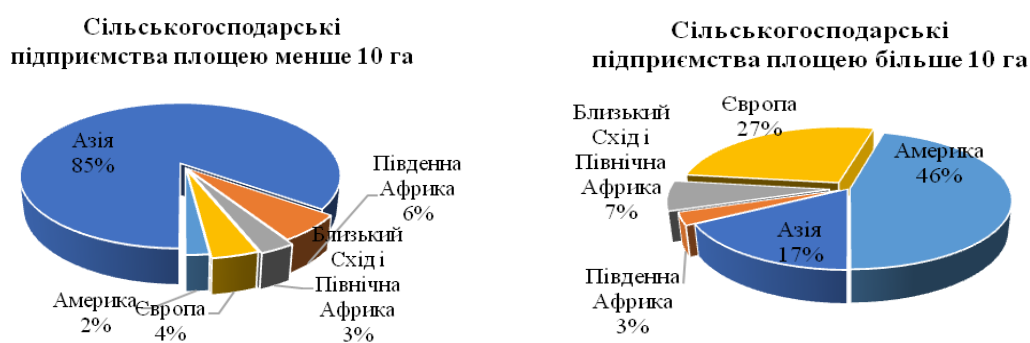 Сільськогосподарські
підприємства площею менше 10 га
Азія
85%
Південна
Африка
6%
Близький
Схід і
Північна
Африка
3%
Європа
4%
Америка
2%
Сільськогосподарські
підприємства площею більше 10 га
Близький
Схід і
Північна
Африка
7%
Європа
27%
Америка
46%
Азія
17%
Південна
Африка
3%